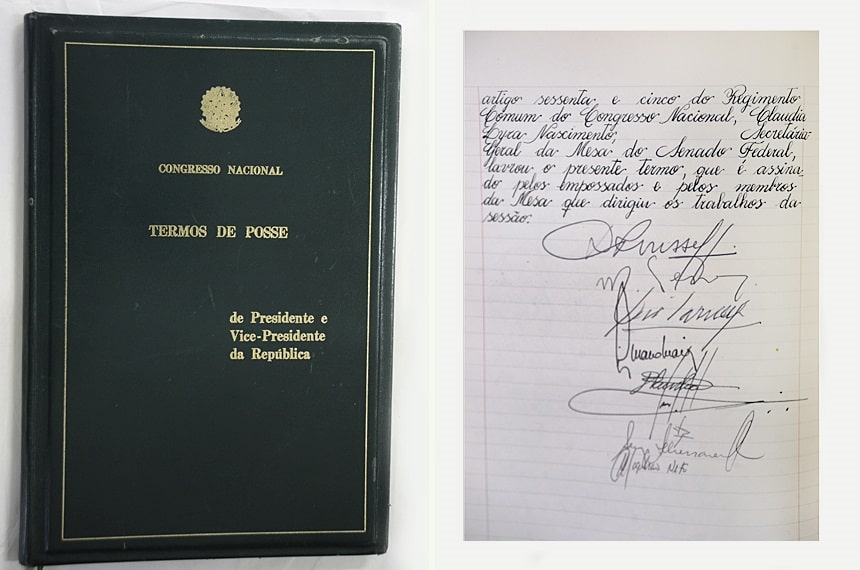 CONGRESSO NACIONAL
TERMOS DE POSSE
de Presidente e
Vice-Presidente
da República
artigo sessenta e cinco do Regimento
Comum do Congresso Nacional, Claudia
Lyra Nascimento, Secretária-
Geral da Mesa do Senado Federal,
lavrou o presente termo, que é assina-
do pelos empossados e pelos membros
da Mesa que dirigiu os trabalhos da
sessão.